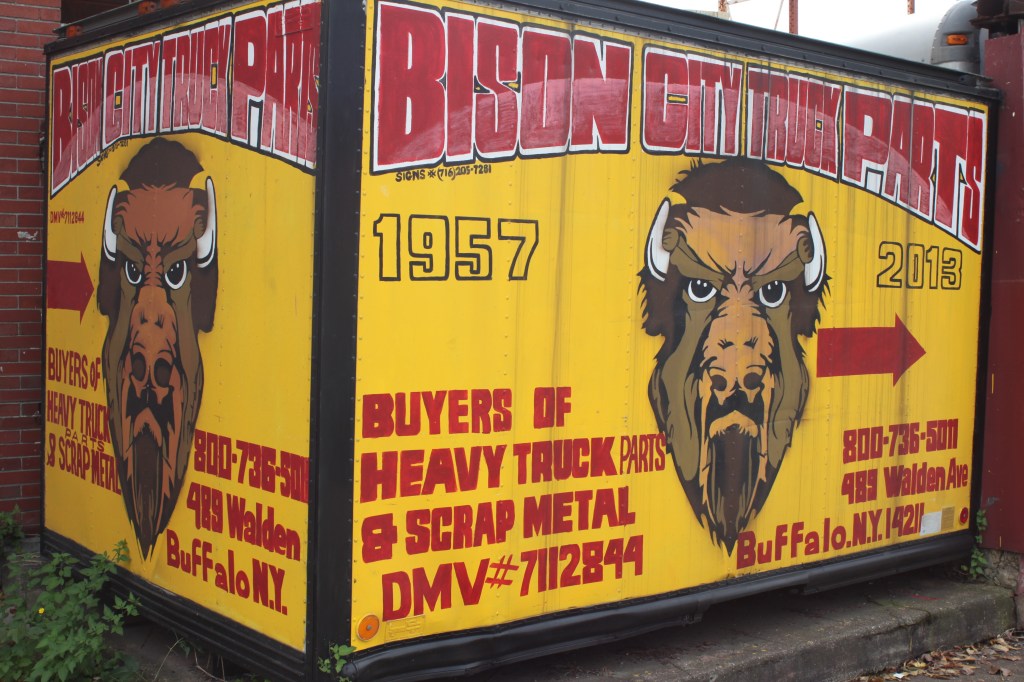 BISON CITY TRUCK PARTS
DMV#7112844
BUYERS OF
HEAVY TRUCK
PARTS
& SCRAP METAL
800-736-5011
489 Walden
Buffalo N.Y.
BISON CITY TRUCK PARTS
SIGNS * (716) 205-7281
1957
2013
BUYERS OF
HEAVY TRUCK PARTS
& SCRAP METAL
DMV#7112844
800-736-5011
489 Walden Ave
Buffalo. N.Y. 14211